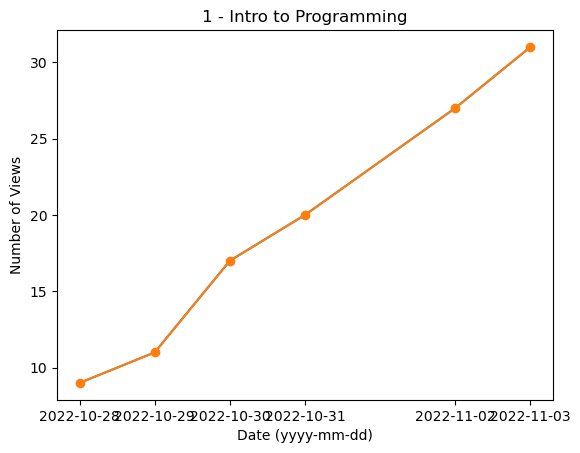 1 - Intro to Programming
Number of Views
30
25
20
15
10
2022-10-28 2022-10-29 2022-10-30 2022-10-31 2022-11-02 2022-11-03
Date (yyyy-mm-dd)